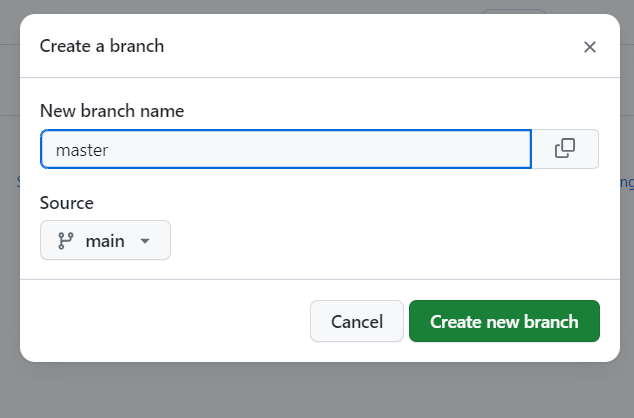 Create a branch
New branch name
master
Source
main
Cancel
Create new branch